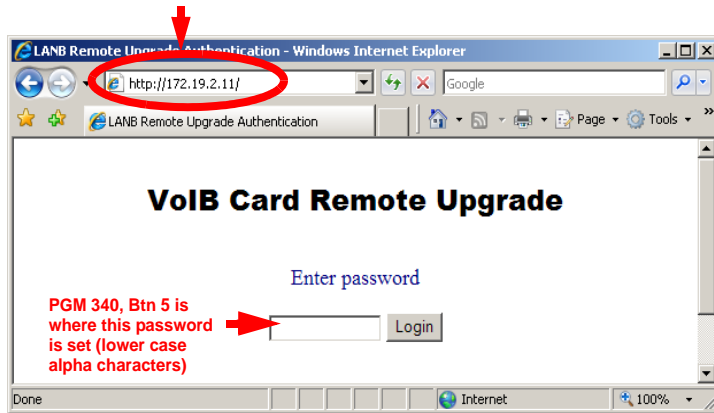 LANB Remote Upgrade Authentication - Windows Internet Explorer
http://172.19.2.11/
Google
LANB Remote Upgrade Authentication
Page
Tools
»
VoIB Card Remote Upgrade
Enter password
PGM 340, Btn 5 is
where this password
is set (lower case
alpha characters)
Login
Done
Internet
100%